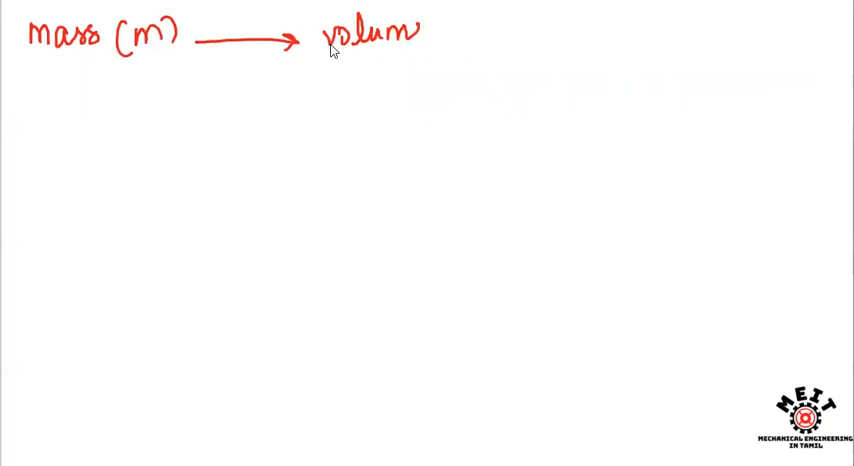 mass (m) → volum
MEIT
MECHANICAL ENGINEERING
IN TAMIL